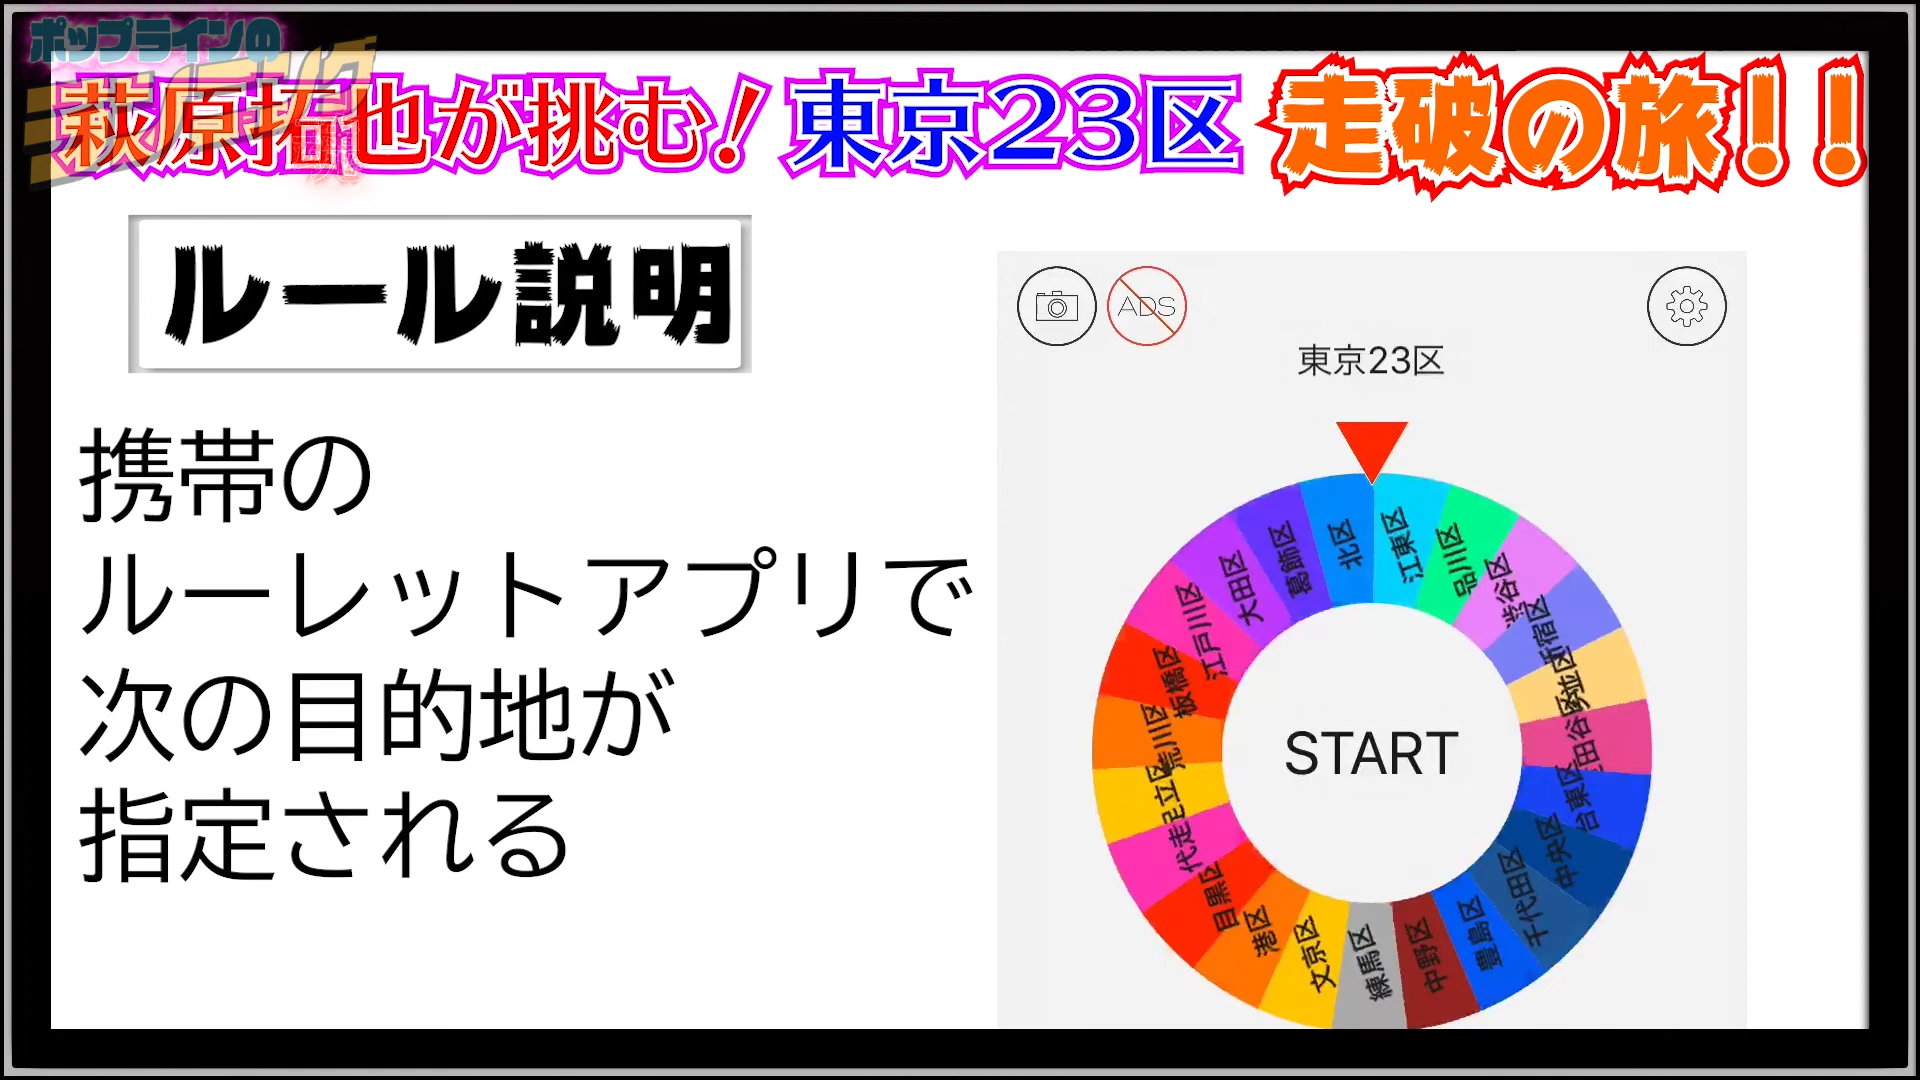 ポップラインの
萩原拓也が挑む！東京23区 走破の旅！！
ルール説明
携帯の
ルーレットアプリで
次の目的地が
指定される
ADS
東京23区
北区
江東区
品川区
渋谷区
新宿区
杉並区
世田谷区
台東区
中央区
千代田区
豊島区
中野区
練馬区
文京区
港区
目黒区
代走
足立区
荒川区
板橋区
江戸川区
大田区
葛飾区
START